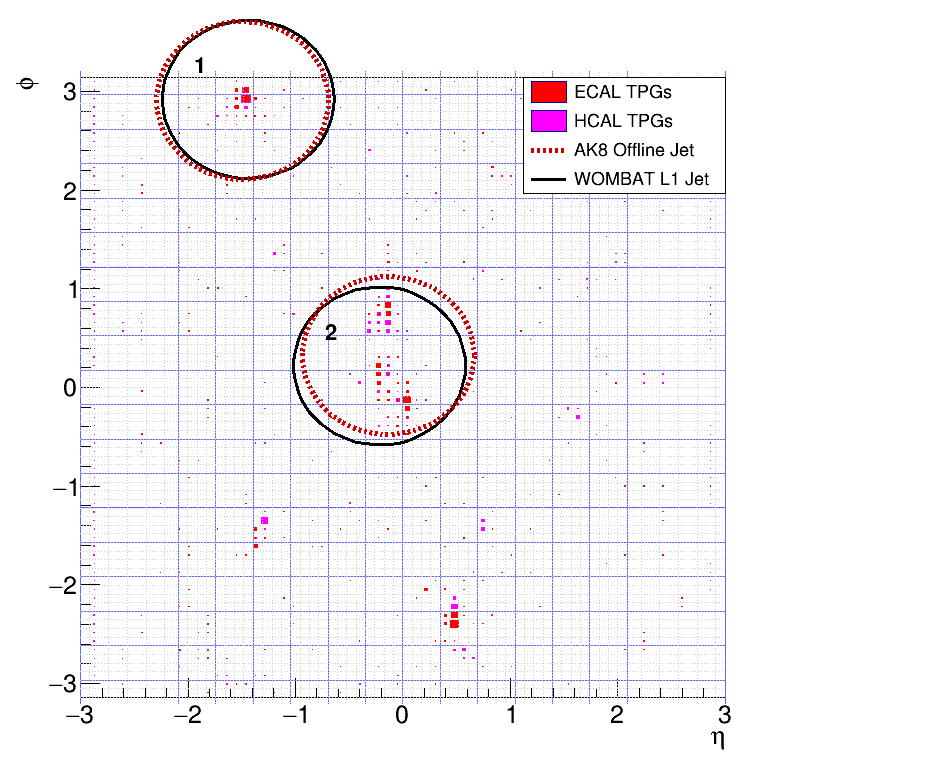 1
ϕ
3
ECAL TPGs
HCAL TPGs
AK8 Offline Jet
WOMBAT L1 Jet
2
1
2
0
−1
−2
−3
−3 −2 −1 0 1 2 3
η